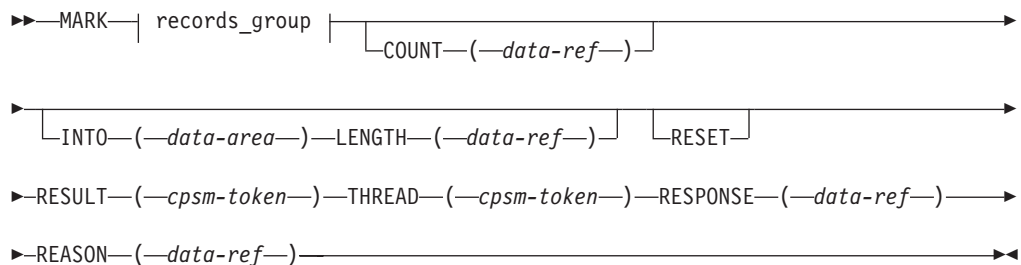 MARK records_group
COUNT ( data-ref )
INTO ( data-area ) LENGTH ( data-ref ) RESET
RESULT ( cpsm-token ) THREAD ( cpsm-token ) RESPONSE ( data-ref )
REASON ( data-ref )